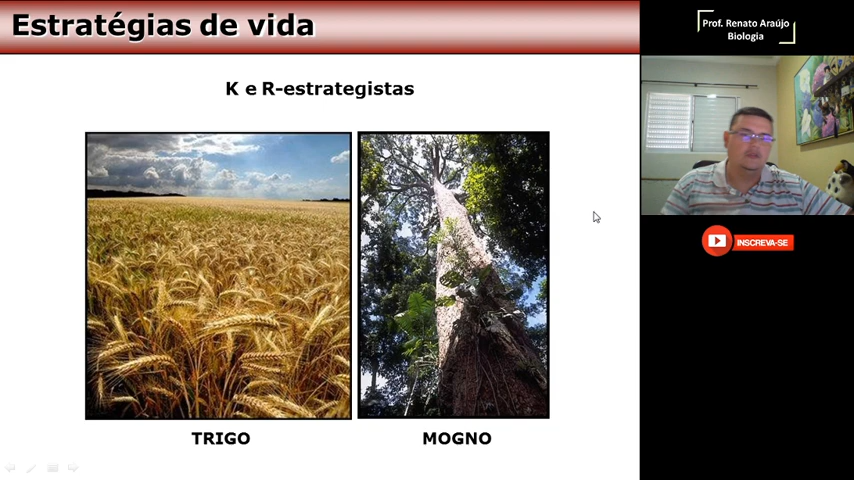 Estratégias de vida
K e R-estrategistas
TRIGO
MOGNO
Prof. Renato Araújo
Biologia
INSCREVA-SE